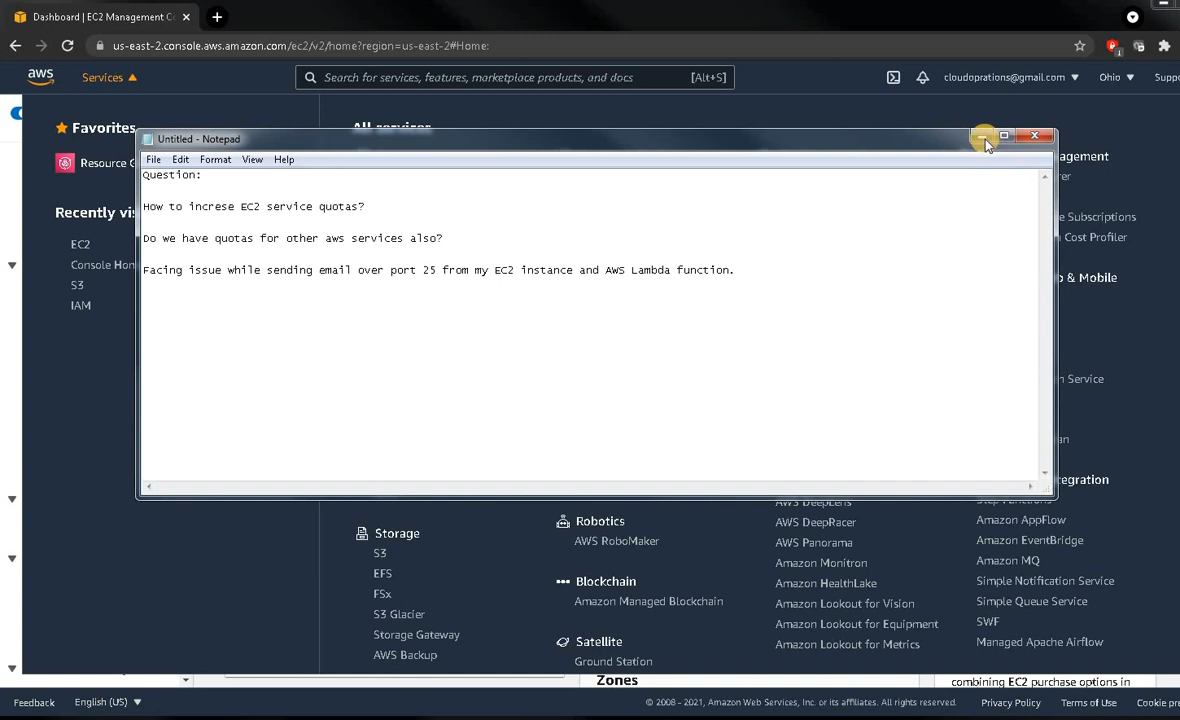 Dashboard | EC2 Management Co
us-east-2.console.aws.amazon.com/ec2/v2/home?region=us-east-2#Home:
aws
Services
Search for services, features, marketplace products, and docs
[Alt+S]
cloudoprations@gmail.com
Ohio
Suppo
Favorites
Resource G
Recently vis
EC2
Console Hom
S3
IAM
All services
Untitled - Notepad
File Edit Format View Help
Question:
How to increse EC2 service quotas?
Do we have quotas for other aws services also?
Facing issue while sending email over port 25 from my EC2 instance and AWS Lambda function.
Storage
S3
EFS
FSx
S3 Glacier
Storage Gateway
AWS Backup
Robotics
AWS RoboMaker
Blockchain
Amazon Managed Blockchain
Satellite
Ground Station
AWS DeepLens
AWS DeepRacer
AWS Panorama
Amazon Monitron
Amazon HealthLake
Amazon Lookout for Vision
Amazon Lookout for Equipment
Amazon Lookout for Metrics
agement
er
e Subscriptions
n Cost Profiler
b & Mobile
n Service
on
egration
Step Functions
Amazon AppFlow
Amazon EventBridge
Amazon MQ
Simple Notification Service
Simple Queue Service
SWF
Managed Apache Airflow
Zones
combining EC2 purchase options in
Feedback
English (US)
© 2008 - 2021, Amazon Web Services, Inc. or its affiliates. All rights reserved.
Privacy Policy
Terms of Use
Cookie pre